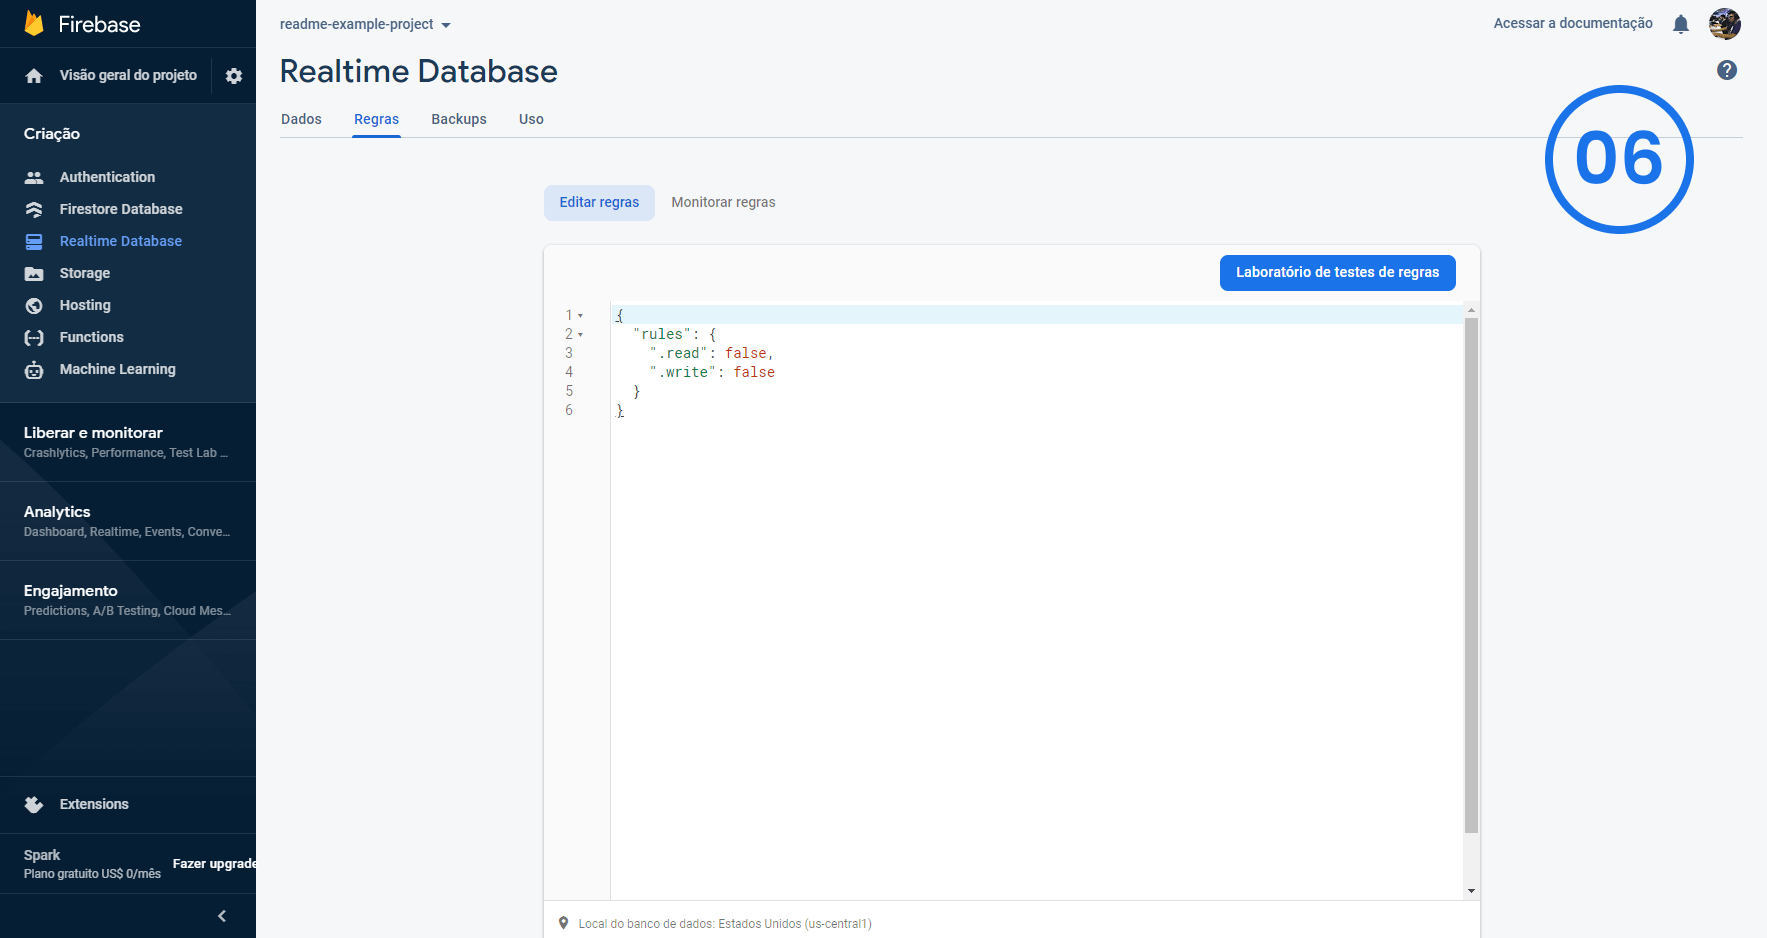 Firebase
Visão geral do projeto
Criação
Authentication
Firestore Database
Realtime Database
Storage
Hosting
Functions
Machine Learning
Liberar e monitorar
Crashlytics, Performance, Test Lab ...
Analytics
Dashboard, Realtime, Events, Conve...
Engajamento
Predictions, A/B Testing, Cloud Mes...
Extensions
Spark
Plano gratuito US$ 0/mês
Fazer upgrade
readme-example-project
Acessar a documentação
Realtime Database
?
Dados Regras Backups Uso
06
Editar regras Monitorar regras
Laboratório de testes de regras
1 {
2 "rules": {
3 ".read": false,
4 ".write": false
5 }
6 }
Local do banco de dados: Estados Unidos (us-central1)